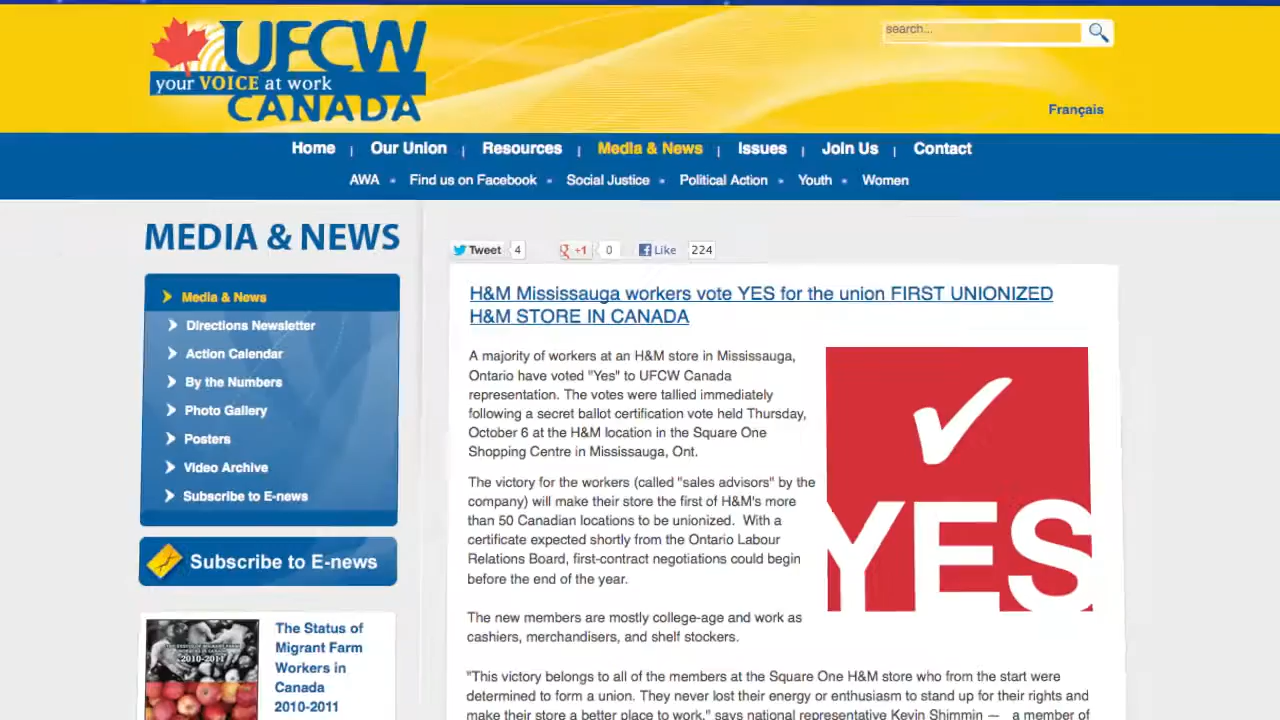 UFCW
your VOICE at work
CANADA
search...
Français
Home | Our Union | Resources | Media & News | Issues | Join Us | Contact
AWA Find us on Facebook Social Justice Political Action Youth Women
MEDIA & NEWS
Media & News
Directions Newsletter
Action Calendar
By the Numbers
Photo Gallery
Posters
Video Archive
Subscribe to E-news
Subscribe to E-news
THE STATUS OF MIGRANT FARM
WORKERS IN CANADA
2010-2011
The Status of
Migrant Farm
Workers in
Canada
2010-2011
Tweet 4 +1 0 Like 224
H&M Mississauga workers vote YES for the union FIRST UNIONIZED
H&M STORE IN CANADA
A majority of workers at an H&M store in Mississauga,
Ontario have voted "Yes" to UFCW Canada
representation. The votes were tallied immediately
following a secret ballot certification vote held Thursday,
October 6 at the H&M location in the Square One
Shopping Centre in Mississauga, Ont.
The victory for the workers (called "sales advisors" by the
company) will make their store the first of H&M's more
than 50 Canadian locations to be unionized. With a
certificate expected shortly from the Ontario Labour
Relations Board, first-contract negotiations could begin
before the end of the year.
YES
The new members are mostly college-age and work as
cashiers, merchandisers, and shelf stockers.
"This victory belongs to all of the members at the Square One H&M store who from the start were
determined to form a union. They never lost their energy or enthusiasm to stand up for their rights and
make their store a better place to work," says national representative Kevin Shimmin — a member of